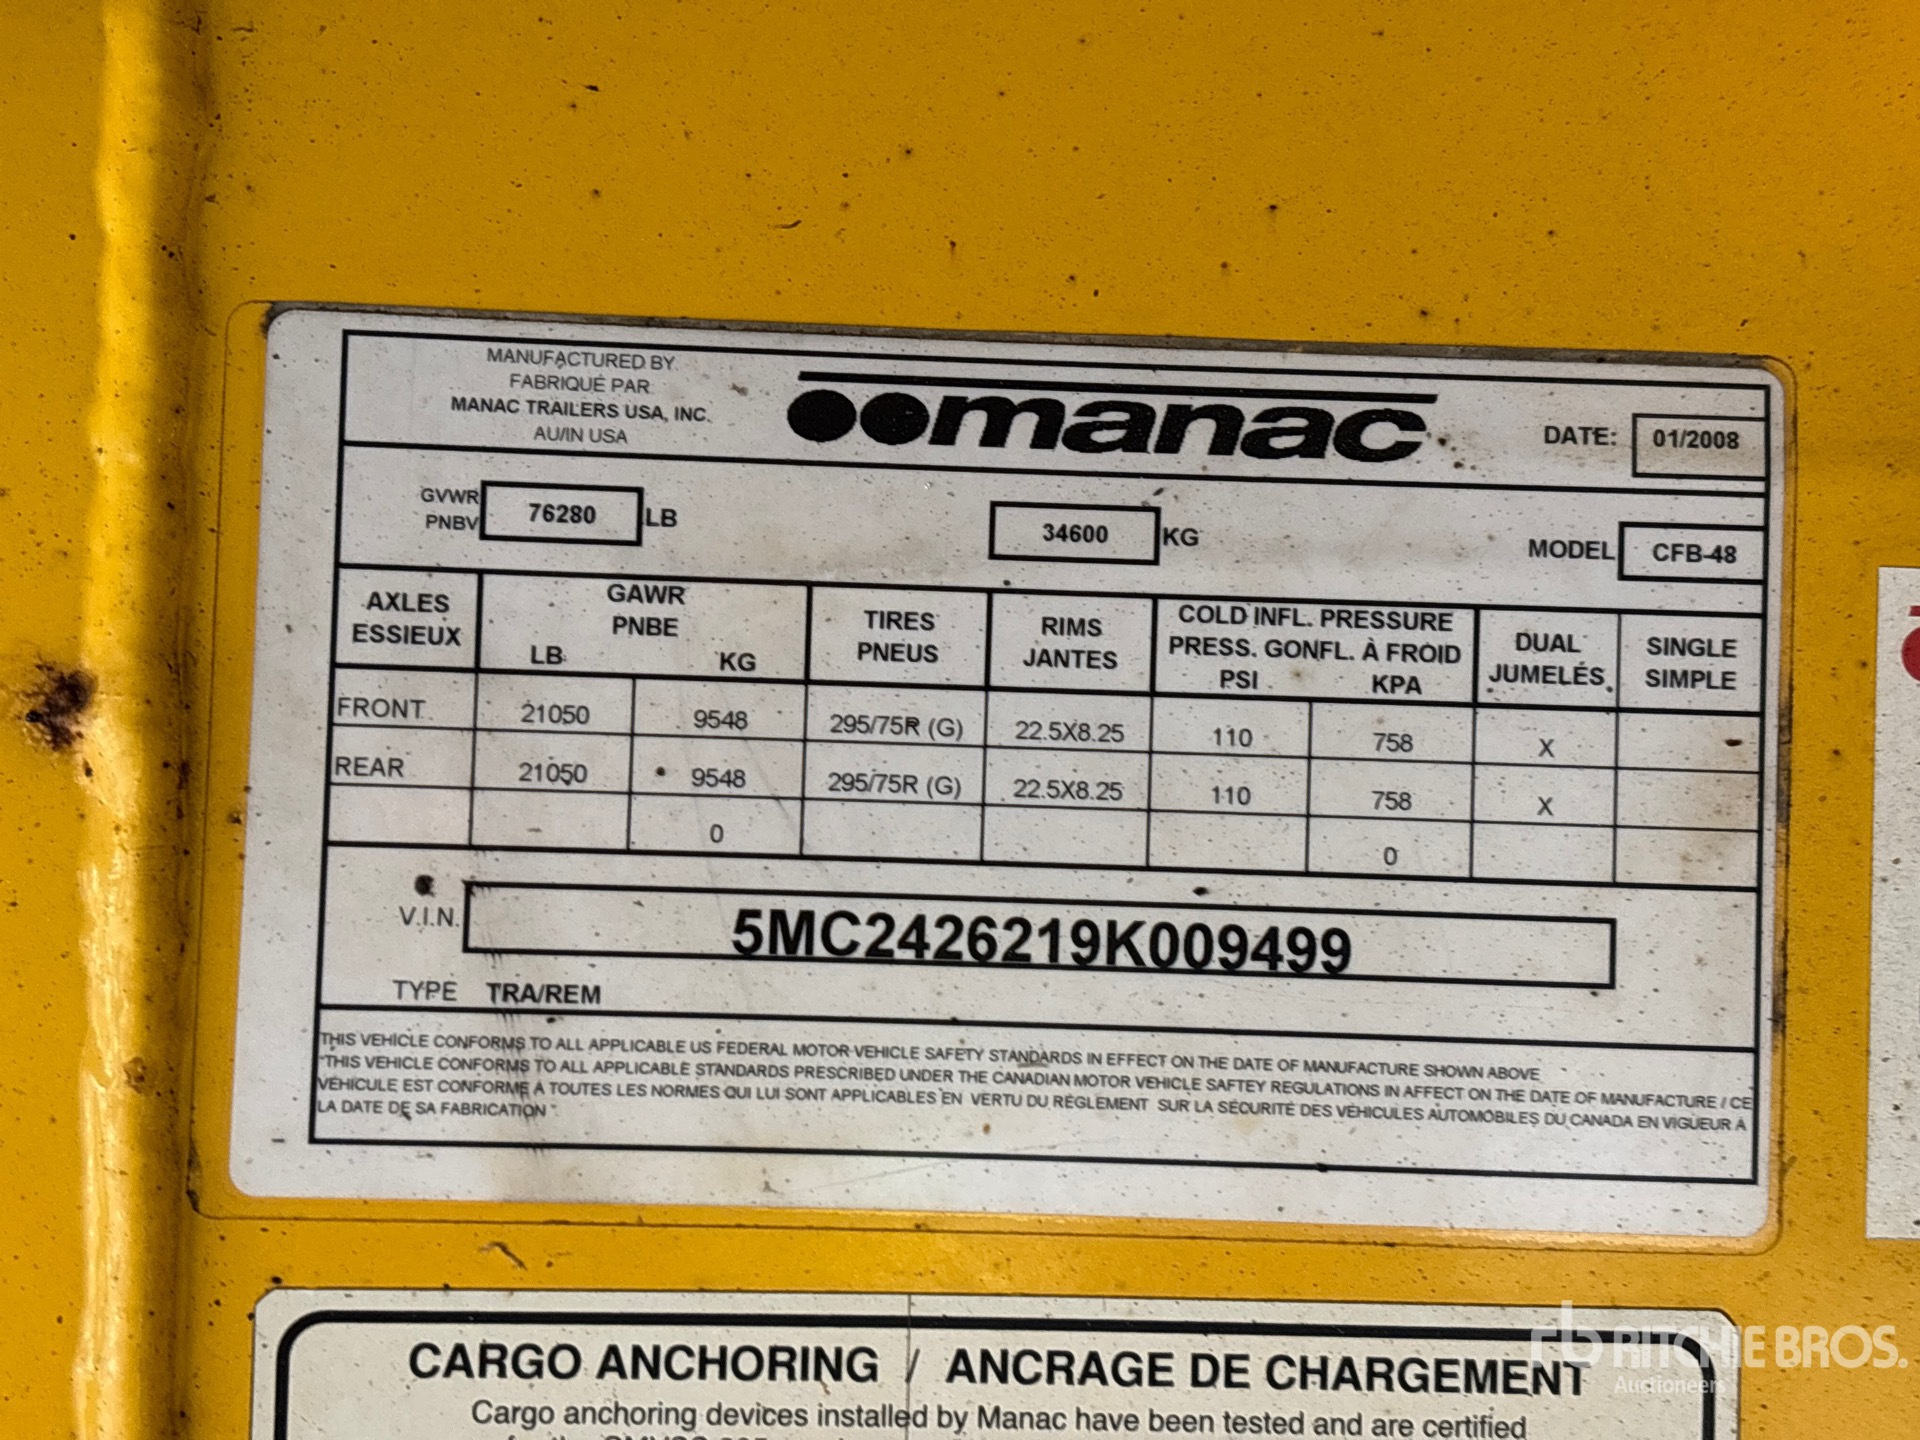 MANUFACTURED BY
FABRIQUÉ PAR
MANAC TRAILERS USA, INC.
AU/IN USA
manac
DATE: 01/2008
GVWR
PNBV
76280 LB
34600 KG
MODEL CFB-48
AXLES
ESSIEUX
GAWR
PNBE
LB KG
TIRES
PNEUS
RIMS
JANTES
COLD INFL. PRESSURE
PRESS. GONFL. À FROID
PSI KPA
DUAL
JUMELÉS
SINGLE
SIMPLE
FRONT 21050 9548 295/75R (G) 22.5X8.25 110 758 X
REAR 21050 9548 295/75R (G) 22.5X8.25 110 758 X
0 0
V.I.N. 5MC2426219K009499
TYPE TRA/REM
THIS VEHICLE CONFORMS TO ALL APPLICABLE US FEDERAL MOTOR VEHICLE SAFETY STANDARDS IN EFFECT ON THE DATE OF MANUFACTURE SHOWN ABOVE
"THIS VEHICLE CONFORMS TO ALL APPLICABLE STANDARDS PRESCRIBED UNDER THE CANADIAN MOTOR VEHICLE SAFTEY REGULATIONS IN AFFECT ON THE DATE OF MANUFACTURE / CE
VÉHICULE EST CONFORME À TOUTES LES NORMES QUI LUI SONT APPLICABLES EN VERTU DU RÈGLEMENT SUR LA SÉCURITÉ DES VÉHICULES AUTOMOBILES DU CANADA EN VIGUEUR À
LA DATE DE SA FABRICATION "
CARGO ANCHORING / ANCRAGE DE CHARGEMENT
Cargo anchoring devices installed by Manac have been tested and are certified
rb RITCHIE BROS.
Auctioneers